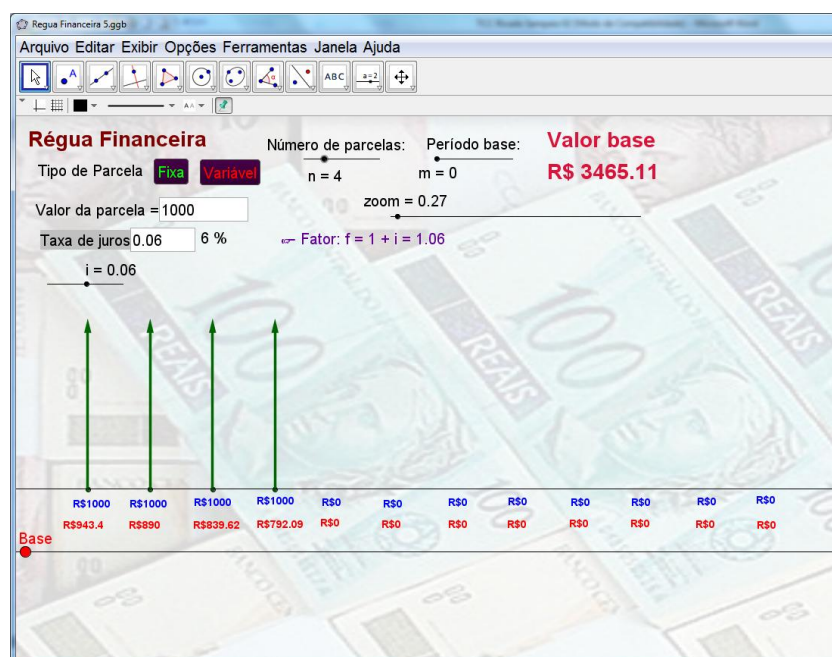 Regua Financeira 5.ggb
Arquivo Editar Exibir Opções Ferramentas Janela Ajuda
A
ABC
a=2
Régua Financeira
Número de parcelas:
Período base:
Valor base
Tipo de Parcela Fixa Variável
n = 4
m = 0
R$ 3465.11
Valor da parcela = 1000
zoom = 0.27
Taxa de juros 0.06 6 %
☞ Fator: f = 1 + i = 1.06
i = 0.06
R$1000 R$1000 R$1000 R$1000 R$0 R$0 R$0 R$0 R$0 R$0 R$0 R$0
R$943.4 R$890 R$839.62 R$792.09 R$0 R$0 R$0 R$0 R$0 R$0 R$0 R$0
Base